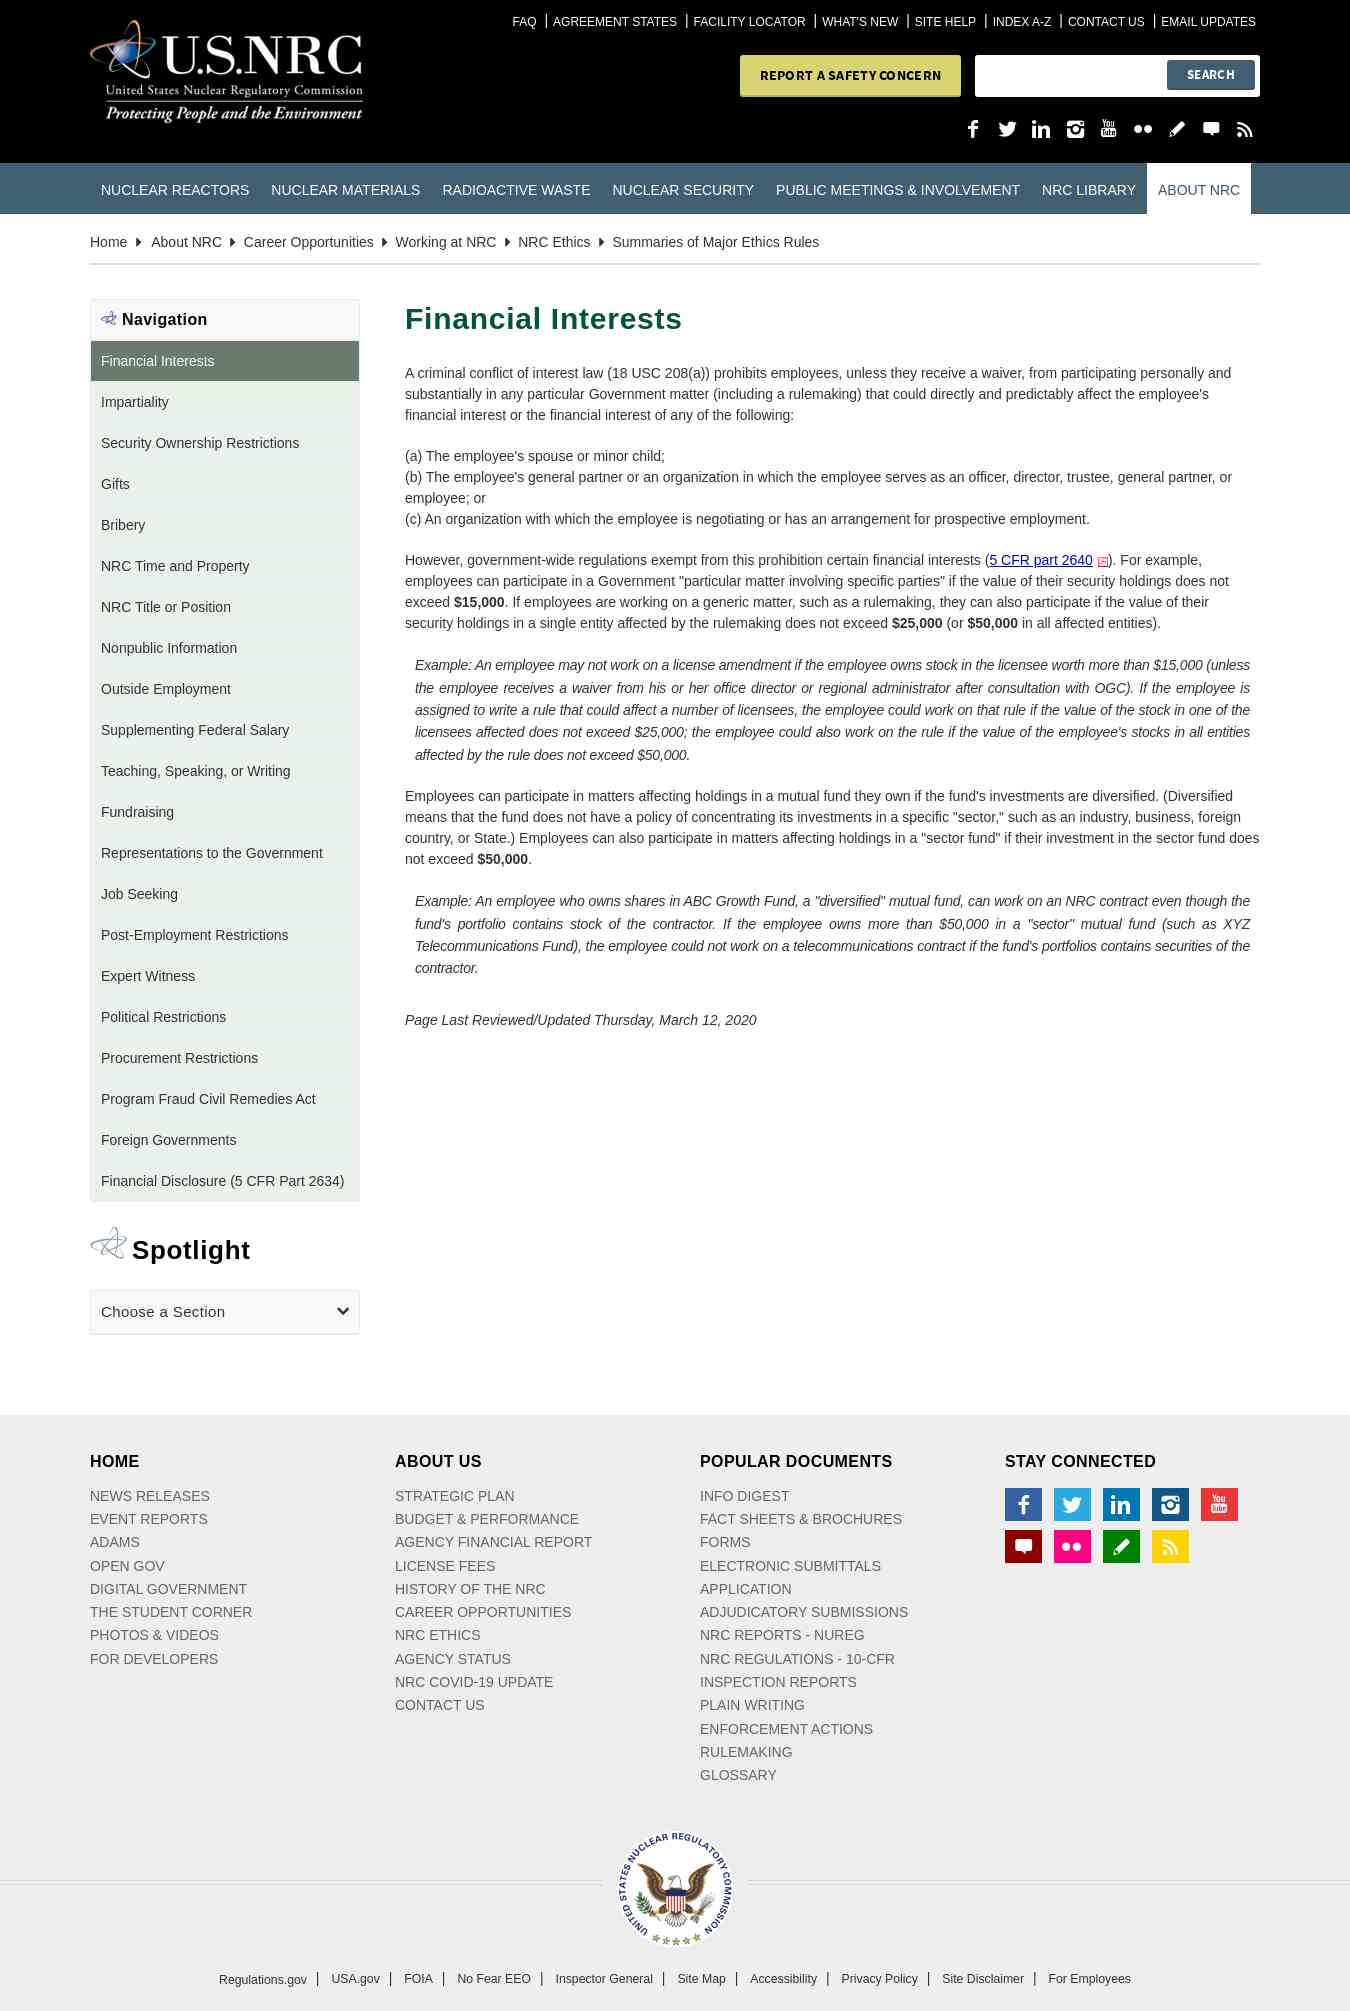 FAQ | AGREEMENT STATES | FACILITY LOCATOR | WHAT'S NEW | SITE HELP | INDEX A-Z | CONTACT US | EMAIL UPDATES
U.S.NRC
United States Nuclear Regulatory Commission
Protecting People and the Environment
REPORT A SAFETY CONCERN
SEARCH
You Tube
NUCLEAR REACTORS NUCLEAR MATERIALS RADIOACTIVE WASTE NUCLEAR SECURITY PUBLIC MEETINGS & INVOLVEMENT NRC LIBRARY ABOUT NRC
Home About NRC Career Opportunities Working at NRC NRC Ethics Summaries of Major Ethics Rules
Navigation
Financial Interests
Impartiality
Security Ownership Restrictions
Gifts
Bribery
NRC Time and Property
NRC Title or Position
Nonpublic Information
Outside Employment
Supplementing Federal Salary
Teaching, Speaking, or Writing
Fundraising
Representations to the Government
Job Seeking
Post-Employment Restrictions
Expert Witness
Political Restrictions
Procurement Restrictions
Program Fraud Civil Remedies Act
Foreign Governments
Financial Disclosure (5 CFR Part 2634)
Spotlight
Choose a Section
Financial Interests
A criminal conflict of interest law (18 USC 208(a)) prohibits employees, unless they receive a waiver, from participating personally and
substantially in any particular Government matter (including a rulemaking) that could directly and predictably affect the employee's
financial interest or the financial interest of any of the following:
(a) The employee's spouse or minor child;
(b) The employee's general partner or an organization in which the employee serves as an officer, director, trustee, general partner, or
employee; or
(c) An organization with which the employee is negotiating or has an arrangement for prospective employment.
However, government-wide regulations exempt from this prohibition certain financial interests (5 CFR part 2640 ). For example,
employees can participate in a Government "particular matter involving specific parties" if the value of their security holdings does not
exceed $15,000. If employees are working on a generic matter, such as a rulemaking, they can also participate if the value of their
security holdings in a single entity affected by the rulemaking does not exceed $25,000 (or $50,000 in all affected entities).
Example: An employee may not work on a license amendment if the employee owns stock in the licensee worth more than $15,000 (unless
the employee receives a waiver from his or her office director or regional administrator after consultation with OGC). If the employee is
assigned to write a rule that could affect a number of licensees, the employee could work on that rule if the value of the stock in one of the
licensees affected does not exceed $25,000; the employee could also work on the rule if the value of the employee's stocks in all entities
affected by the rule does not exceed $50,000.
Employees can participate in matters affecting holdings in a mutual fund they own if the fund's investments are diversified. (Diversified
means that the fund does not have a policy of concentrating its investments in a specific "sector," such as an industry, business, foreign
country, or State.) Employees can also participate in matters affecting holdings in a "sector fund" if their investment in the sector fund does
not exceed $50,000.
Example: An employee who owns shares in ABC Growth Fund, a "diversified" mutual fund, can work on an NRC contract even though the
fund's portfolio contains stock of the contractor. If the employee owns more than $50,000 in a "sector" mutual fund (such as XYZ
Telecommunications Fund), the employee could not work on a telecommunications contract if the fund's portfolios contains securities of the
contractor.
Page Last Reviewed/Updated Thursday, March 12, 2020
HOME
NEWS RELEASES
EVENT REPORTS
ADAMS
OPEN GOV
DIGITAL GOVERNMENT
THE STUDENT CORNER
PHOTOS & VIDEOS
FOR DEVELOPERS
ABOUT US
STRATEGIC PLAN
BUDGET & PERFORMANCE
AGENCY FINANCIAL REPORT
LICENSE FEES
HISTORY OF THE NRC
CAREER OPPORTUNITIES
NRC ETHICS
AGENCY STATUS
NRC COVID-19 UPDATE
CONTACT US
POPULAR DOCUMENTS
INFO DIGEST
FACT SHEETS & BROCHURES
FORMS
ELECTRONIC SUBMITTALS
APPLICATION
ADJUDICATORY SUBMISSIONS
NRC REPORTS - NUREG
NRC REGULATIONS - 10-CFR
INSPECTION REPORTS
PLAIN WRITING
ENFORCEMENT ACTIONS
RULEMAKING
GLOSSARY
STAY CONNECTED
You Tube
UNITED STATES NUCLEAR REGULATORY COMMISSION
Regulations.gov | USA.gov | FOIA | No Fear EEO | Inspector General | Site Map | Accessibility | Privacy Policy | Site Disclaimer | For Employees